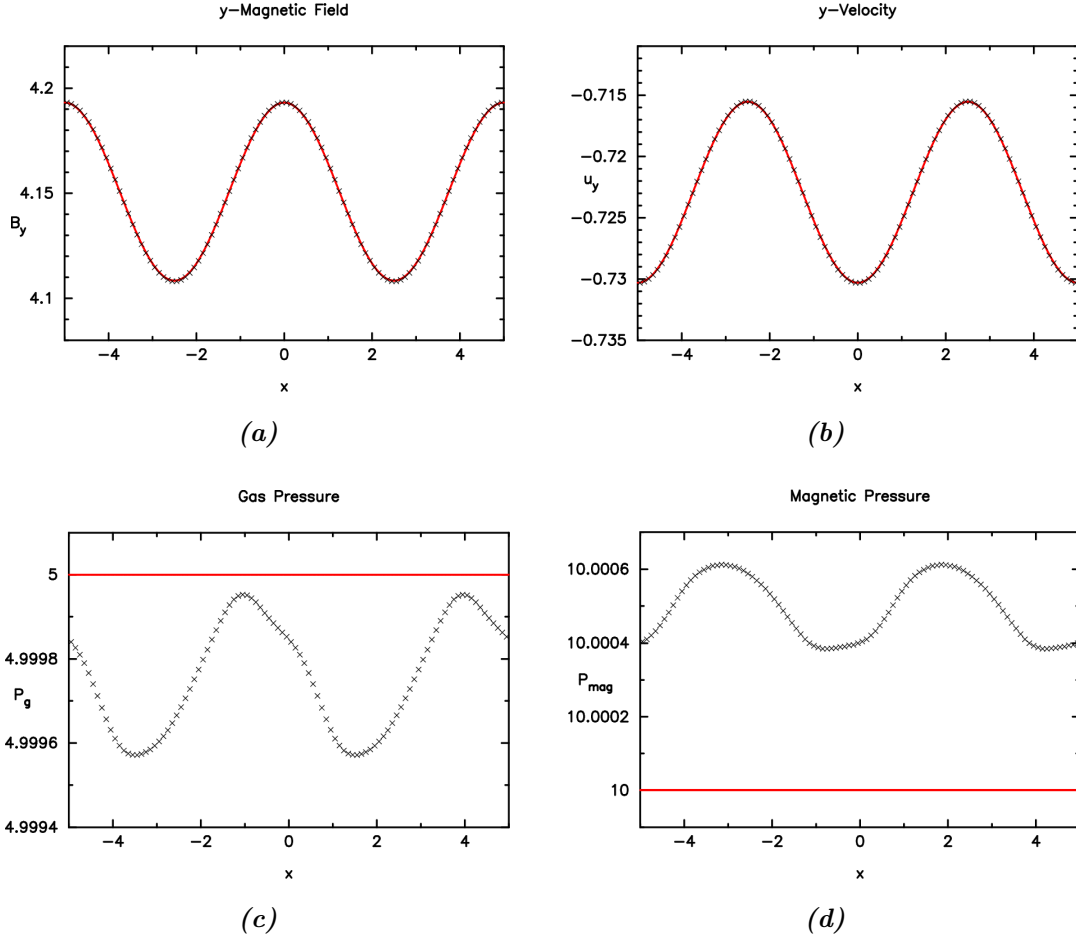 y-Magnetic Field
4.2
4.15
4.1
B_y
-4 -2 0 2 4
x
(a)
y-Velocity
-0.715
-0.72
-0.725
-0.73
-0.735
u_y
-4 -2 0 2 4
x
(b)
Gas Pressure
5
4.9998
4.9996
4.9994
P_g
-4 -2 0 2 4
x
(c)
Magnetic Pressure
10.0006
10.0004
10.0002
10
P_mag
-4 -2 0 2 4
x
(d)